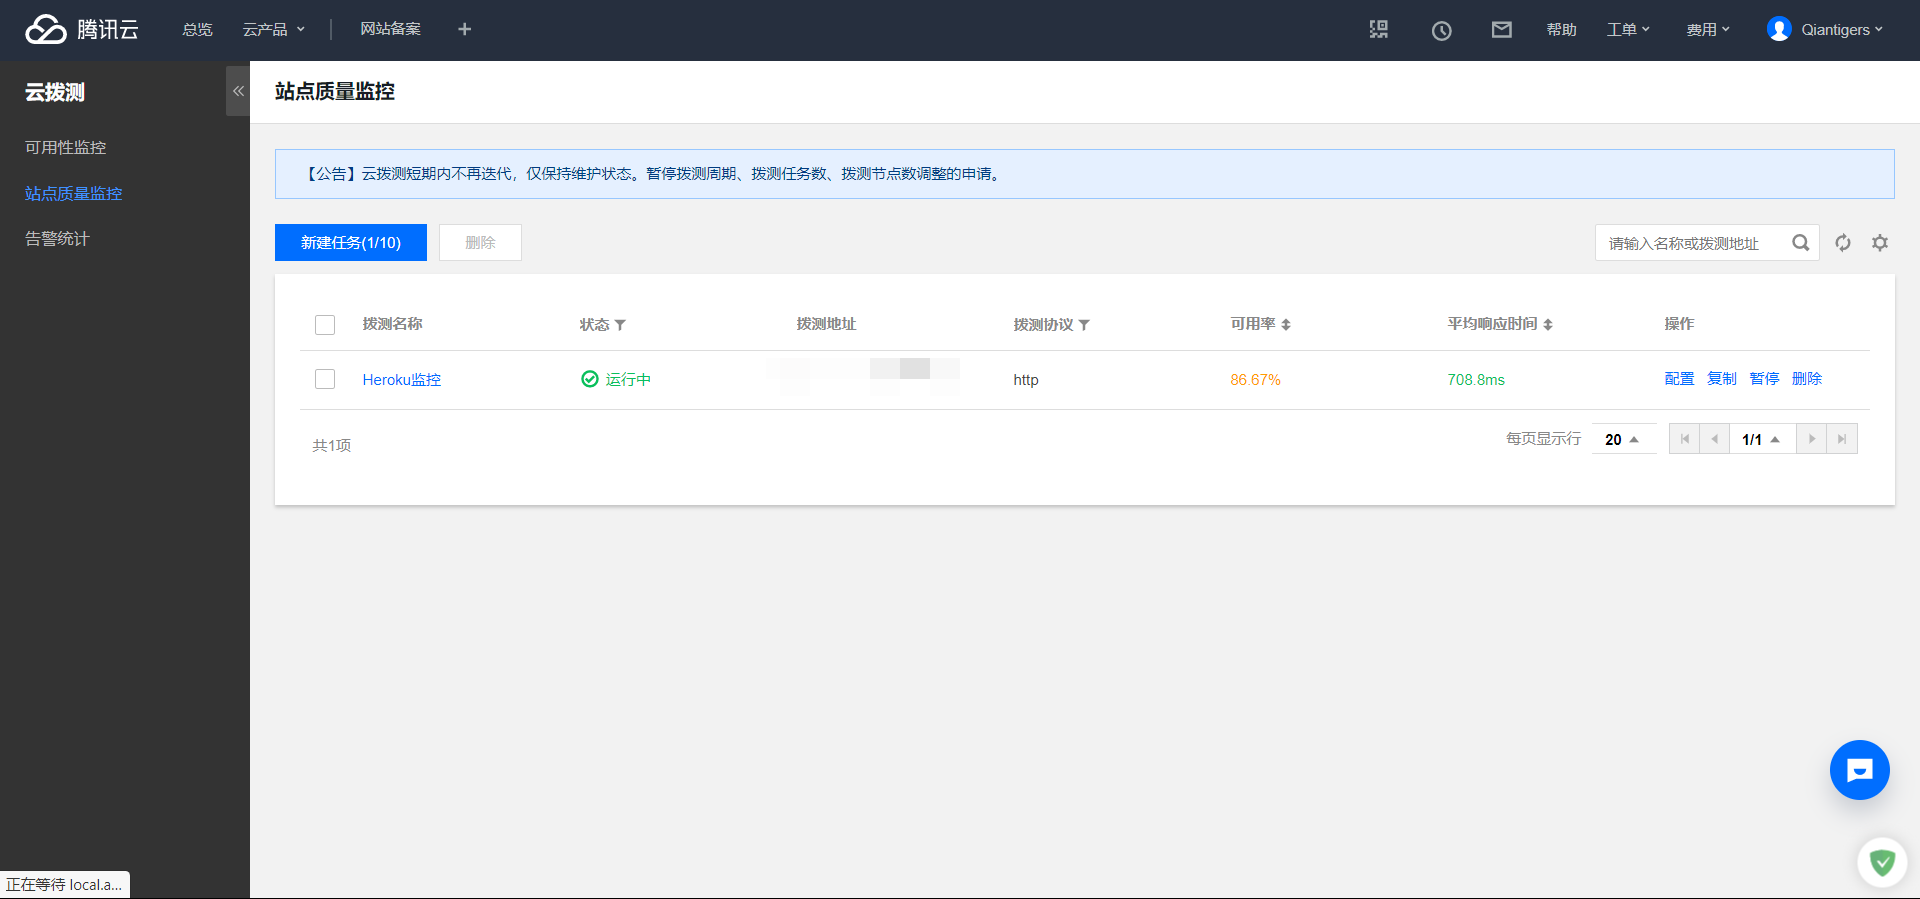 腾讯云 总览 云产品 网站备案 帮助 工单 费用 Qiantigers
云拨测
可用性监控
站点质量监控
告警统计
站点质量监控
【公告】云拨测短期内不再迭代，仅保持维护状态。暂停拨测周期、拨测任务数、拨测节点数调整的申请。
新建任务(1/10) 删除 请输入名称或拨测地址
拨测名称 状态 拨测地址 拨测协议 可用率 平均响应时间 操作
Heroku监控 运行中 http 86.67% 708.8ms 配置 复制 暂停 删除
共1项 每页显示行 20 1/1
正在等待 local.a...